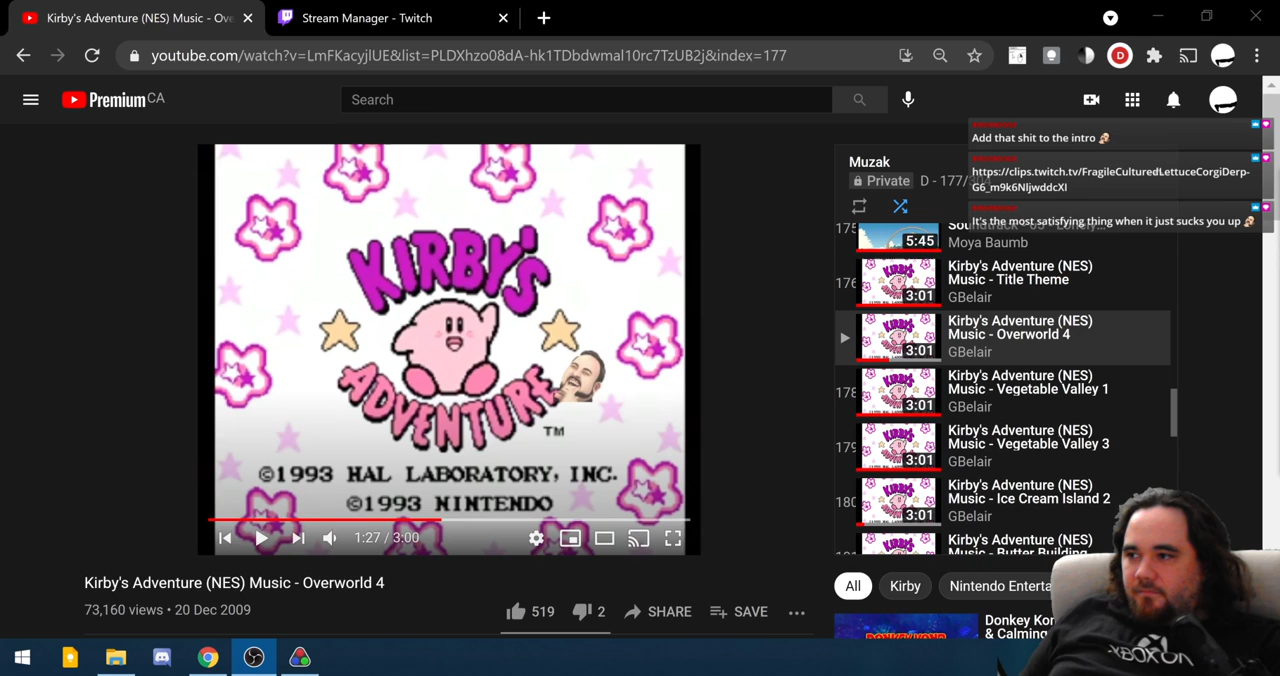 Kirby's Adventure (NES) Music - Ove
Stream Manager - Twitch
youtube.com/watch?v=LmFKacyjlUE&list=PLDXhzo08dA-hk1TDbdwmal10rc7TzUB2j&index=177
Premium CA
Search
Add that shit to the intro
https://clips.twitch.tv/FragileCulturedLettuceCorgiDerp-
G6_m9k6NIjwddcXI
It's the most satisfying thing when it just sucks you up
KIRBY'S
ADVENTURE
TM
©1993 HAL LABORATORY, INC.
©1993 NINTENDO
1:27 / 3:00
Kirby's Adventure (NES) Music - Overworld 4
73,160 views • 20 Dec 2009
519
2
SHARE
SAVE
Muzak
Private
D - 177/
175
5:45
Moya Baumb
176
3:01
Kirby's Adventure (NES)
Music - Title Theme
GBelair
3:01
Kirby's Adventure (NES)
Music - Overworld 4
GBelair
178
3:01
Kirby's Adventure (NES)
Music - Vegetable Valley 1
GBelair
179
3:01
Kirby's Adventure (NES)
Music - Vegetable Valley 3
GBelair
180
3:01
Kirby's Adventure (NES)
Music - Ice Cream Island 2
GBelair
Kirby's Adventure (NES)
Music - Butter Building
All
Kirby
Nintendo Enterta
Donkey Kon
& Calming
DONKEY KONG
XBOX ON